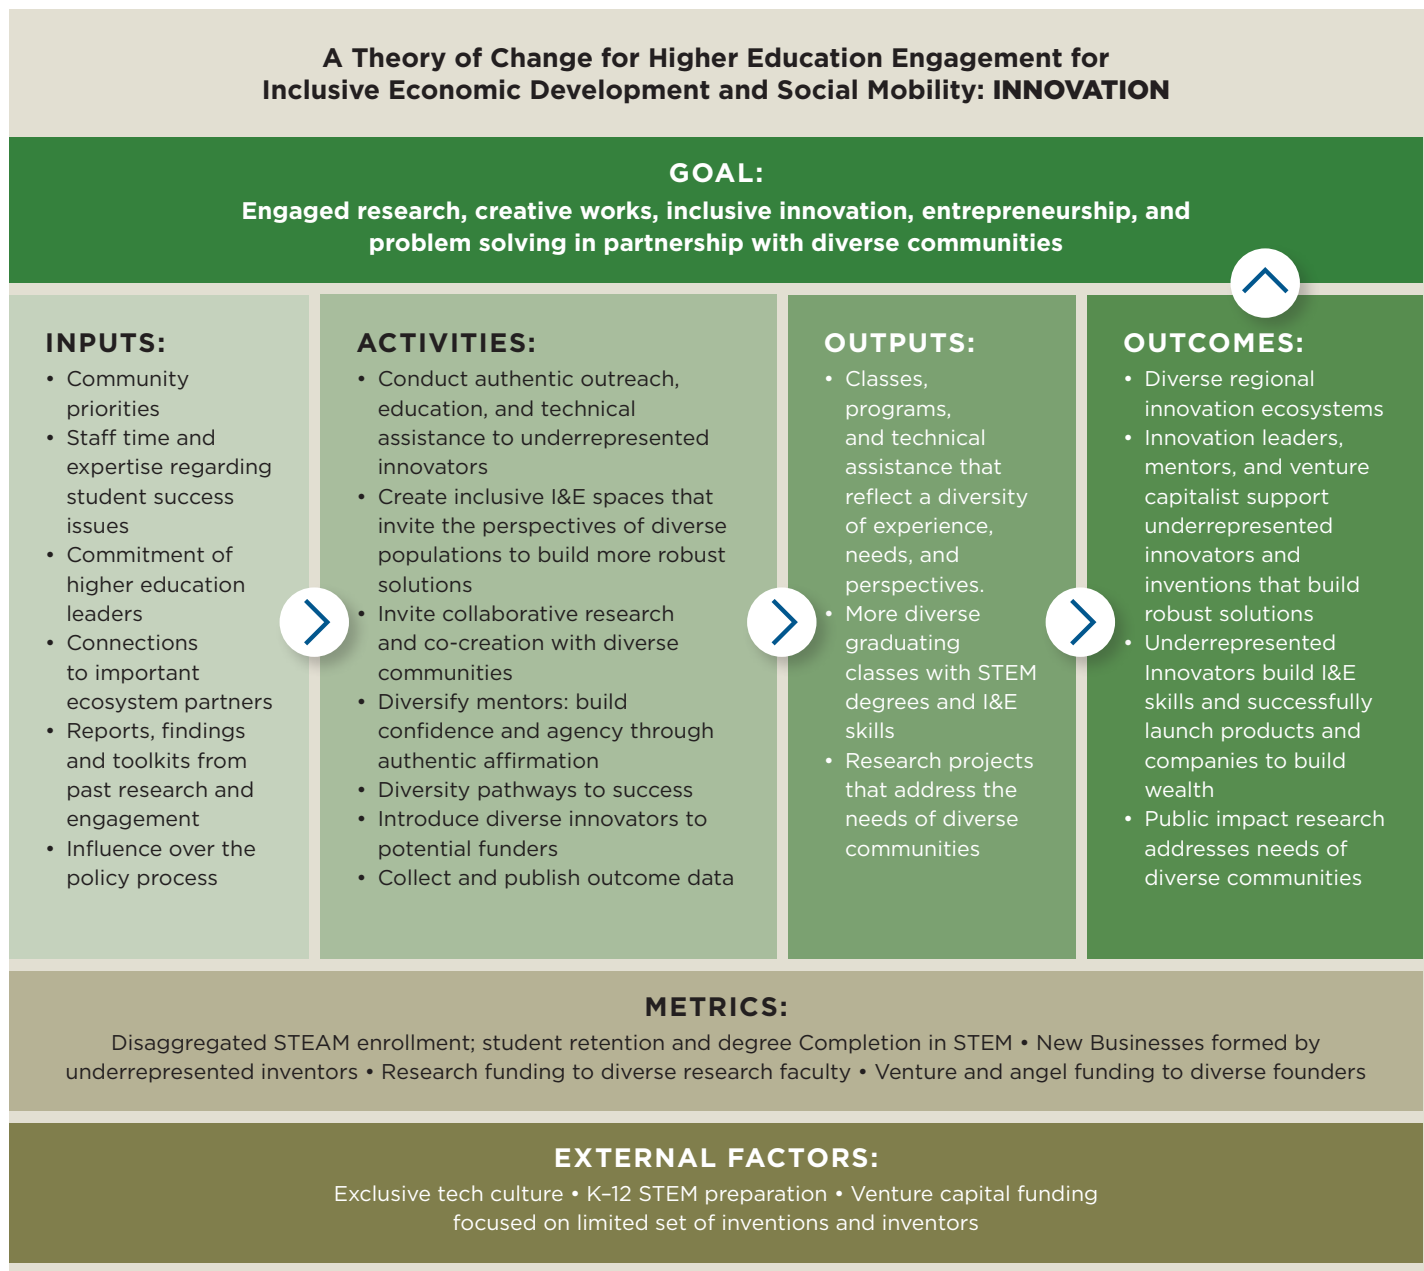 A Theory of Change for Higher Education Engagement for
Inclusive Economic Development and Social Mobility: INNOVATION
GOAL:
Engaged research, creative works, inclusive innovation, entrepreneurship, and
problem solving in partnership with diverse communities
INPUTS:
• Community
priorities
• Staff time and
expertise regarding
student success
issues
• Commitment of
higher education
leaders
• Connections
to important
ecosystem partners
• Reports, findings
and toolkits from
past research and
engagement
• Influence over the
policy process
ACTIVITIES:
• Conduct authentic outreach,
education, and technical
assistance to underrepresented
innovators
• Create inclusive I&E spaces that
invite the perspectives of diverse
populations to build more robust
solutions
• Invite collaborative research
and co-creation with diverse
communities
• Diversify mentors: build
confidence and agency through
authentic affirmation
• Diversity pathways to success
• Introduce diverse innovators to
potential funders
• Collect and publish outcome data
OUTPUTS:
• Classes,
programs,
and technical
assistance that
reflect a diversity
of experience,
needs, and
perspectives.
• More diverse
graduating
classes with STEM
degrees and I&E
skills
• Research projects
that address the
needs of diverse
communities
OUTCOMES:
• Diverse regional
innovation ecosystems
• Innovation leaders,
mentors, and venture
capitalist support
underrepresented
innovators and
inventions that build
robust solutions
• Underrepresented
Innovators build I&E
skills and successfully
launch products and
companies to build
wealth
• Public impact research
addresses needs of
diverse communities
METRICS:
Disaggregated STEAM enrollment; student retention and degree Completion in STEM • New Businesses formed by
underrepresented inventors • Research funding to diverse research faculty • Venture and angel funding to diverse founders
EXTERNAL FACTORS:
Exclusive tech culture • K–12 STEM preparation • Venture capital funding
focused on limited set of inventions and inventors